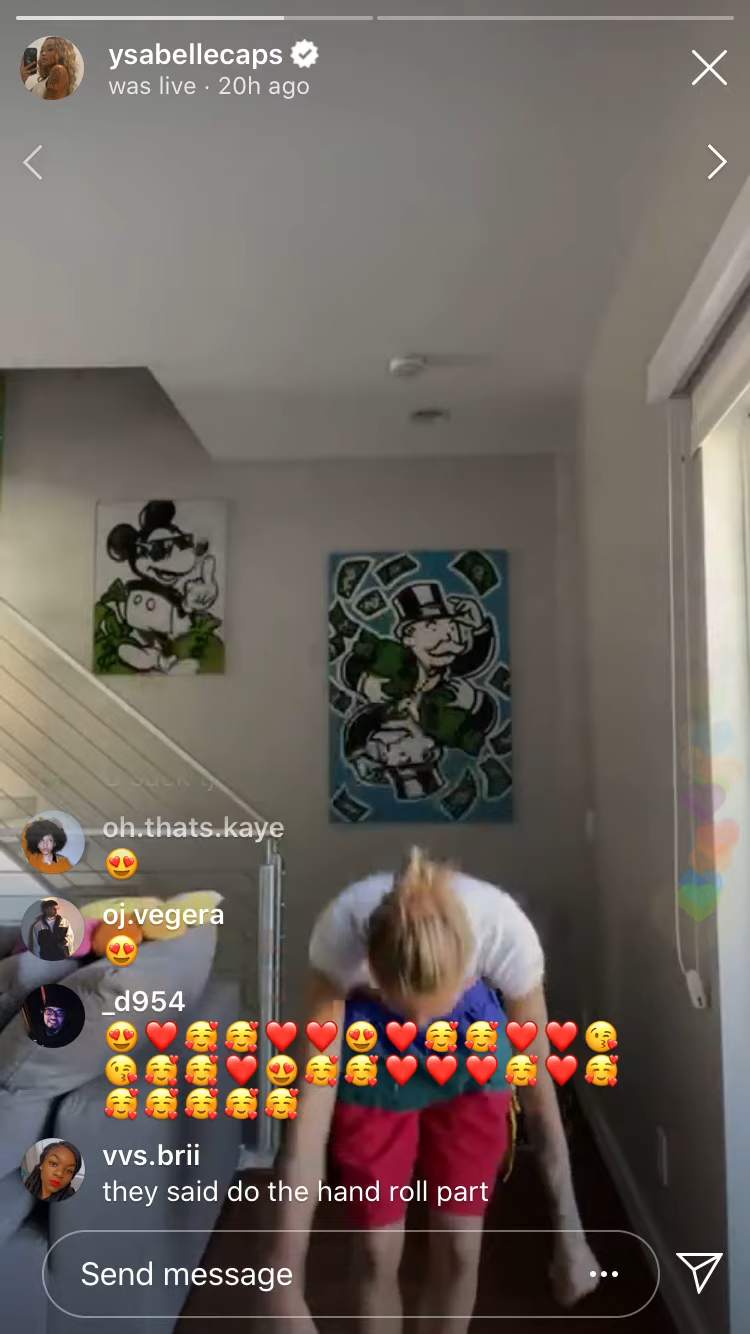 ysabellecaps
was live · 20h ago
oh.thats.kaye
😍
oj.vegera
😍
_d954
😍❤️🥰🥰❤️❤️😍❤️🥰🥰❤️❤️😘
😘🥰🥰❤️😍🥰🥰❤️❤️❤️🥰❤️🥰
🥰🥰🥰🥰🥰
vvs.brii
they said do the hand roll part
Send message